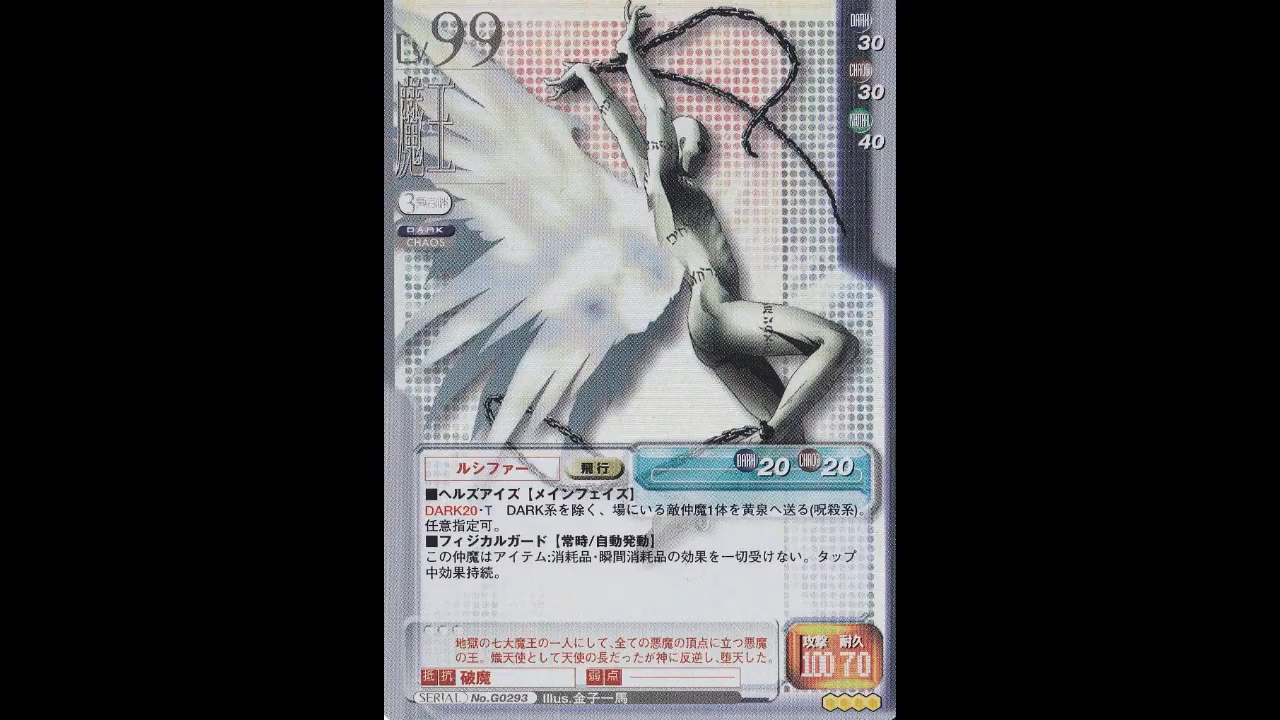 LV.99
DARK 30
CHAOS 30
NEUTRAL 40
魔王
DARK
CHAOS
ルシファー 飛行 DARK 20 CHAOS 20
■ヘルズアイズ【メインフェイズ】
DARK20・T DARK系を除く、場にいる敵仲魔1体を黄泉へ送る(呪殺系)。
任意指定可。
■フィジカルガード【常時/自動発動】
この仲魔はアイテム:消耗品・瞬間消耗品の効果を一切受けない。タップ
中効果持続。
地獄の七大魔王の一人にして、全ての悪魔の頂点に立つ悪魔
の王。熾天使として天使の長だったが神に反逆し、堕天した。
攻撃 耐久
100 70
抵抗 破魔 弱点
SERIAL No.G0293 Illus.金子一馬